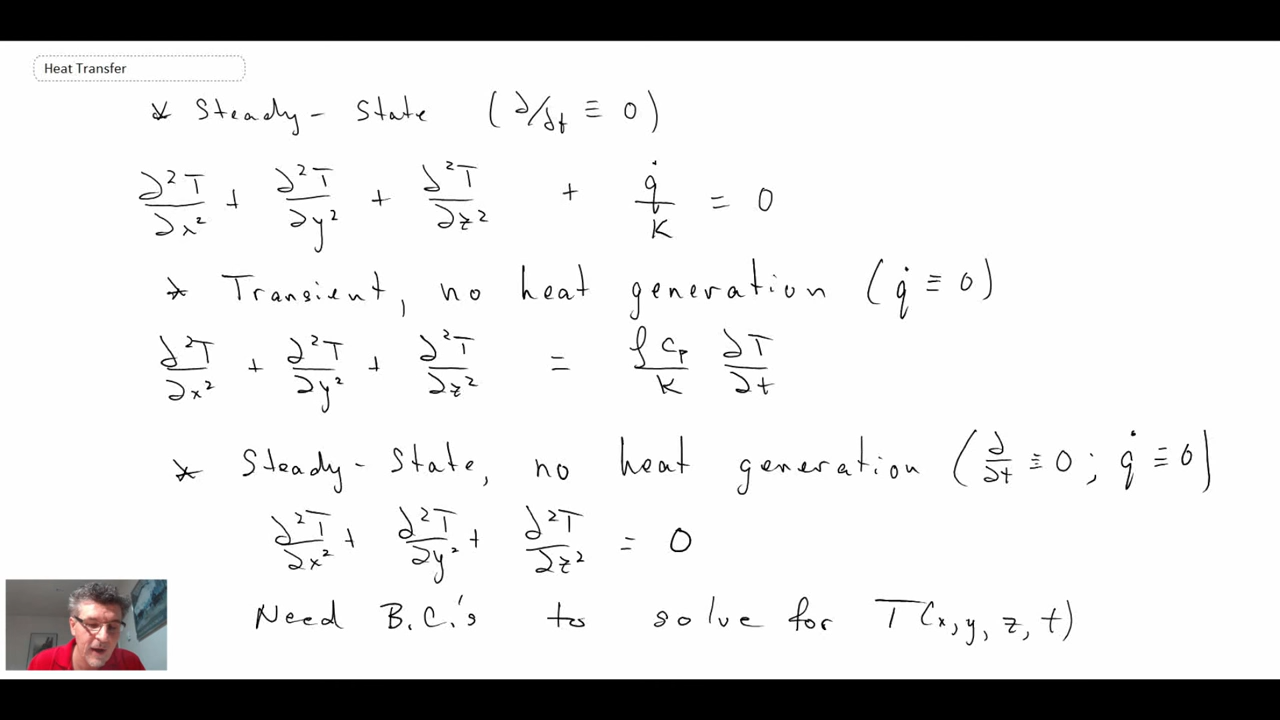 Heat Transfer
* Steady-State (∂/∂t ≡ 0)
∂²T/∂x² + ∂²T/∂y² + ∂²T/∂z² + q̇/k = 0
* Transient, no heat generation (q̇ ≡ 0)
∂²T/∂x² + ∂²T/∂y² + ∂²T/∂z² = ρcₚ/k ∂T/∂t
* Steady-State, no heat generation (∂/∂t ≡ 0; q̇ ≡ 0)
∂²T/∂x² + ∂²T/∂y² + ∂²T/∂z² = 0
Need B.C.'s to solve for T(x,y,z,t)